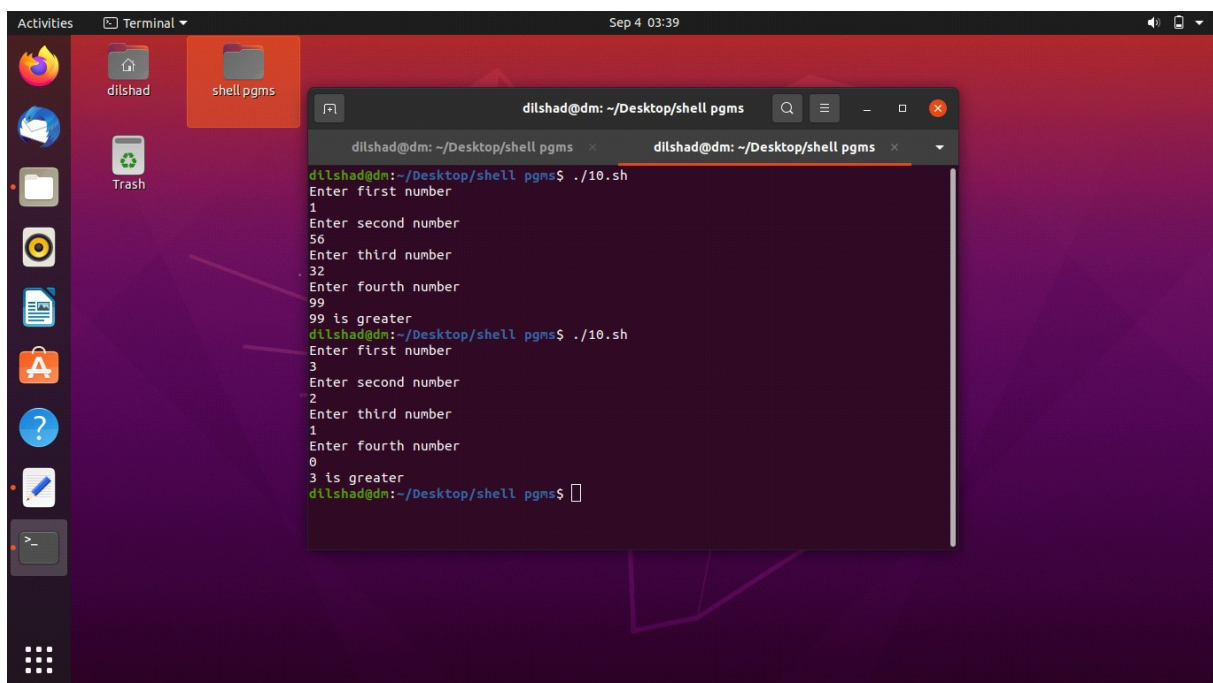 Activities Terminal Sep 4 03:39
dilshad shell pgms
Trash
dilshad@dm: ~/Desktop/shell pgms
dilshad@dm: ~/Desktop/shell pgms dilshad@dm: ~/Desktop/shell pgms
dilshad@dm:~/Desktop/shell pgms$ ./10.sh
Enter first number
1
Enter second number
56
Enter third number
32
Enter fourth number
99
99 is greater
dilshad@dm:~/Desktop/shell pgms$ ./10.sh
Enter first number
3
Enter second number
2
Enter third number
1
Enter fourth number
0
3 is greater
dilshad@dm:~/Desktop/shell pgms$